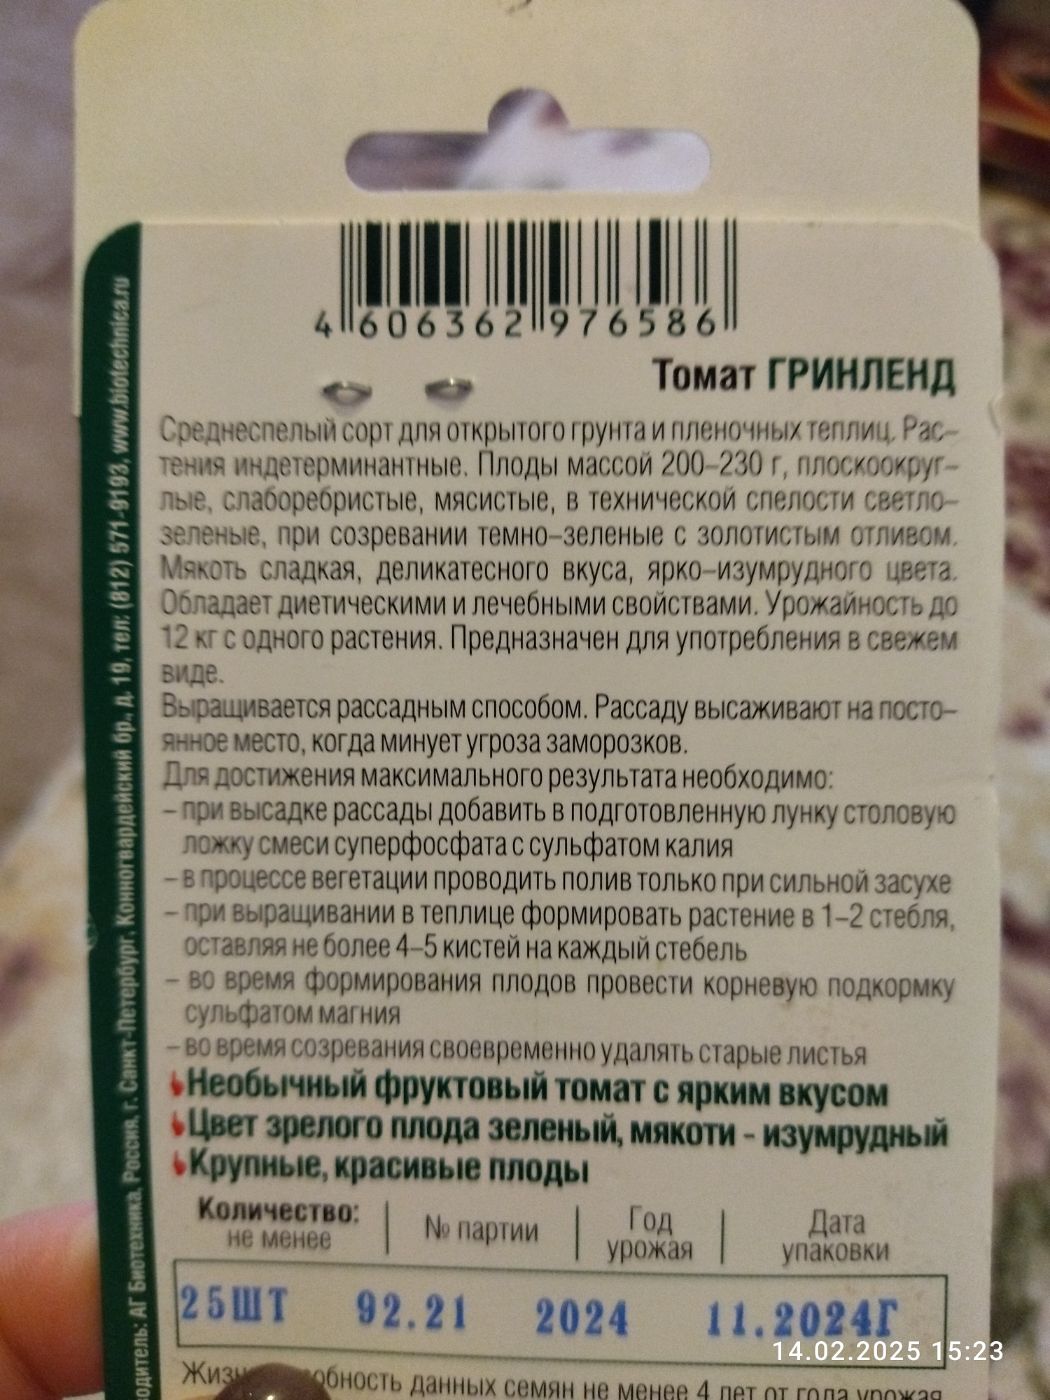 4 606362 976586
Томат ГРИНЛЕНД
Среднеспелый сорт для открытого грунта и пленочных теплиц. Рас-
тения индетерминантные. Плоды массой 200-230 г, плоскоокруг-
лые, слаборебристые, мясистые, в технической спелости светло-
зеленые, при созревании темно-зеленые с золотистым отливом.
Мякоть сладкая, деликатесного вкуса, ярко-изумрудного цвета.
Обладает диетическими и лечебными свойствами. Урожайность до
12 кг с одного растения. Предназначен для употребления в свежем
виде.
Выращивается рассадным способом. Рассаду высаживают на посто-
янное место, когда минует угроза заморозков.
Для достижения максимального результата необходимо:
- при высадке рассады добавить в подготовленную лунку столовую
ложку смеси суперфосфата с сульфатом калия
- в процессе вегетации проводить полив только при сильной засухе
- при выращивании в теплице формировать растение в 1-2 стебля,
оставляя не более 4-5 кистей на каждый стебель
- во время формирования плодов провести корневую подкормку
сульфатом магния
- во время созревания своевременно удалять старые листья
Необычный фруктовый томат с ярким вкусом
Цвет зрелого плода зеленый, мякоти - изумрудный
Крупные, красивые плоды
Количество: не менее
№ партии
Год урожая
Дата упаковки
25ШТ 92.21 2024 11.2024Г
данных семян не менее 4 лет от года урожая
АГ Биотехника, Россия, г. Санкт-Петербург, Конногвардейский бр., д. 19, тел: (812) 571-9193, www.biotechnica.ru
14.02.2025 15:23